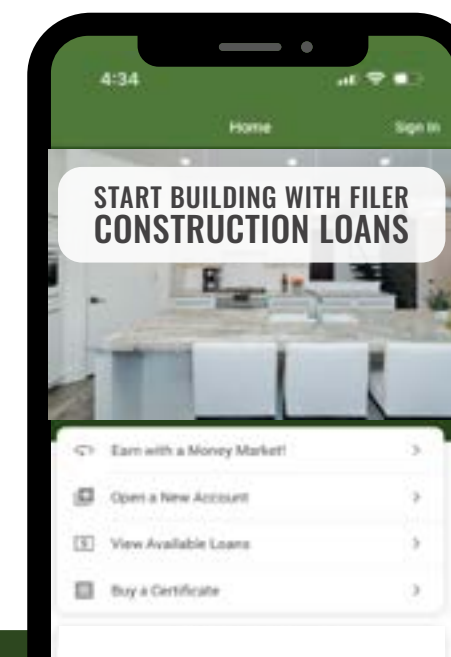 4:34
Home Sign In
START BUILDING WITH FILER
CONSTRUCTION LOANS
Earn with a Money Market!
Open a New Account
View Available Loans
Buy a Certificate